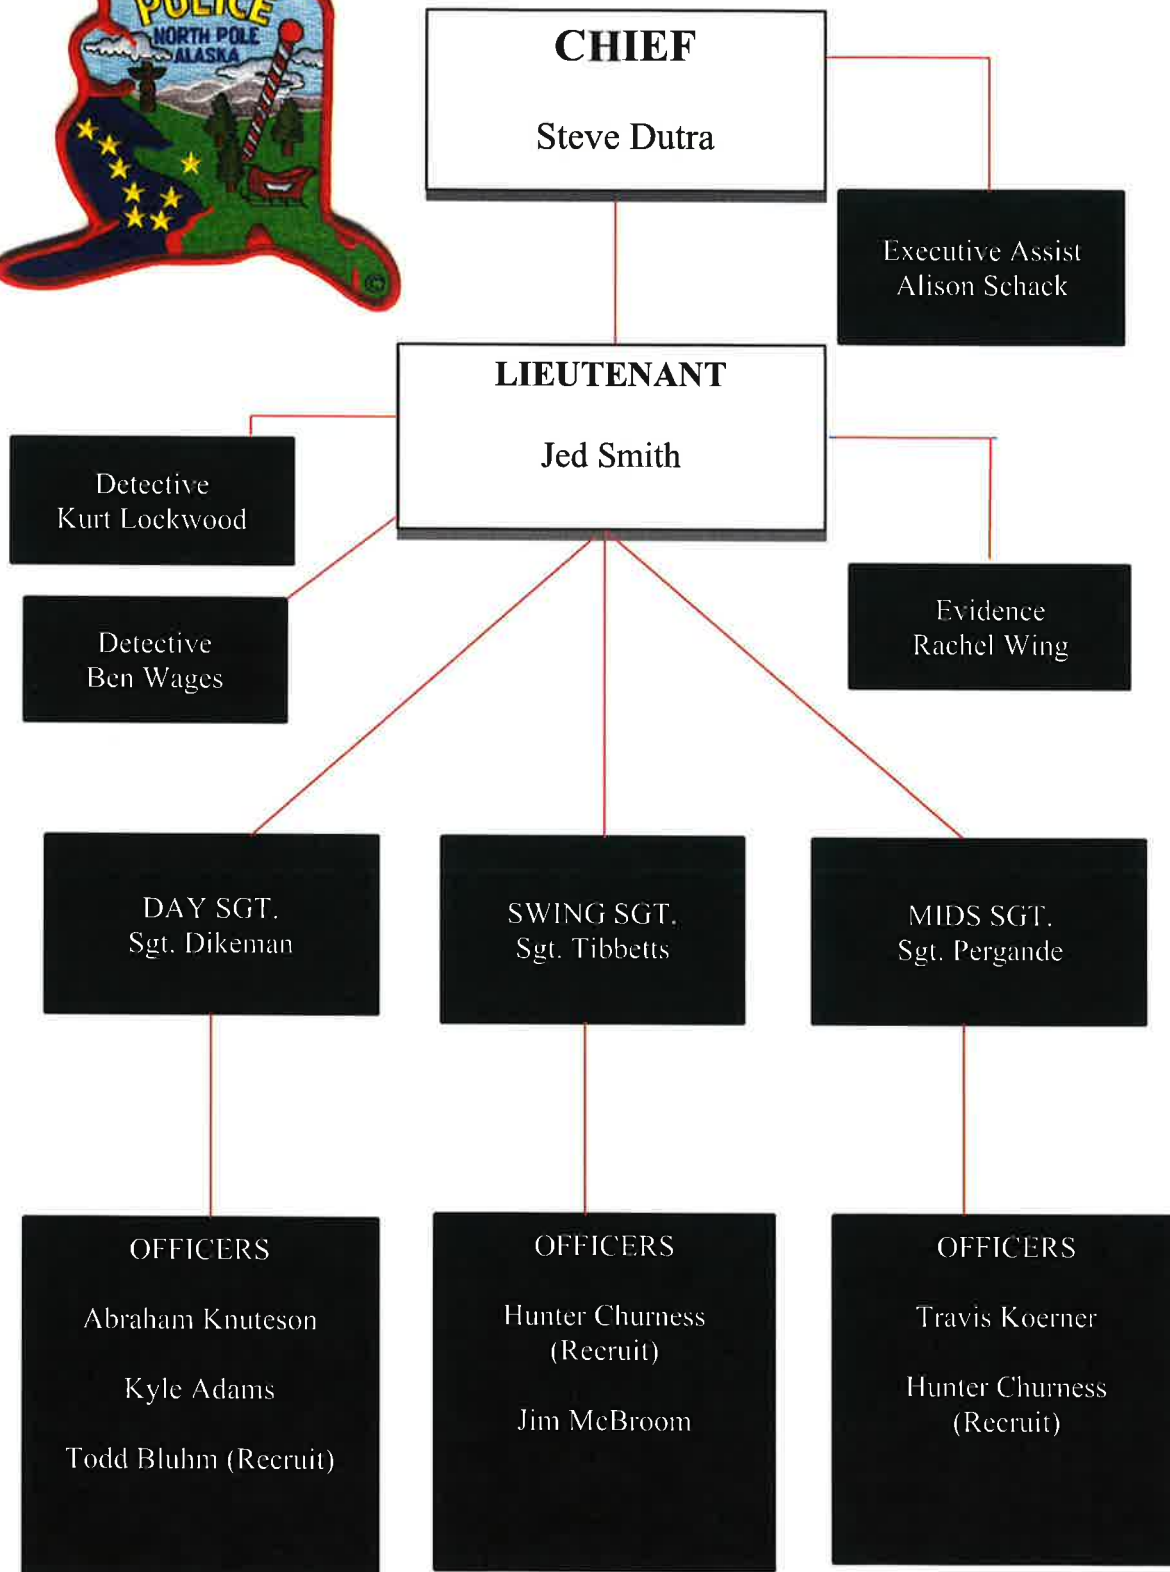 POLICE
NORTH POLE
ALASKA
CHIEF
Steve Dutra
Executive Assist
Alison Schack
LIEUTENANT
Jed Smith
Detective
Kurt Lockwood
Detective
Ben Wages
Evidence
Rachel Wing
DAY SGT.
Sgt. Dikeman
SWING SGT.
Sgt. Tibbetts
MIDS SGT.
Sgt. Pergande
OFFICERS
Abraham Knuteson
Kyle Adams
Todd Bluhm (Recruit)
OFFICERS
Hunter Churness
(Recruit)
Jim McBroom
OFFICERS
Travis Koerner
Hunter Churness
(Recruit)